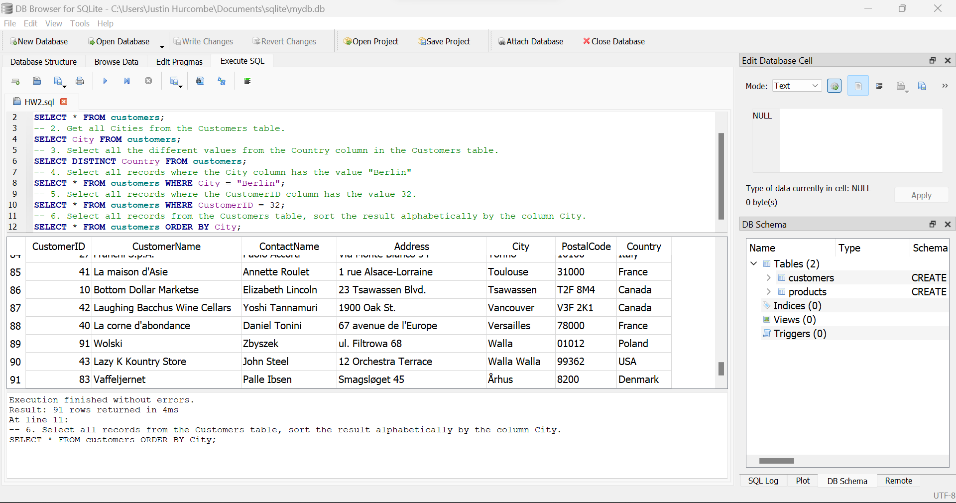 DB Browser for SQLite - C:\Users\Justin Hurcombe\Documents\sqlite\mydb.db
File Edit View Tools Help
New Database Open Database Write Changes Revert Changes Open Project Save Project Attach Database Close Database
Database Structure Browse Data Edit Pragmas Execute SQL
HW2.sql
2 SELECT * FROM customers;
3 -- 2. Get all Cities from the Customers table.
4 SELECT City FROM customers;
5 -- 3. Select all the different values from the Country column in the Customers table.
6 SELECT DISTINCT Country FROM customers;
7 -- 4. Select all records where the City column has the value "Berlin"
8 SELECT * FROM customers WHERE City = "Berlin";
9 -- 5. Select all records where the CustomerID column has the value 32.
10 SELECT * FROM customers WHERE CustomerID = 32;
11 -- 6. Select all records from the Customers table, sort the result alphabetically by the column City.
12 SELECT * FROM customers ORDER BY City;
CustomerID CustomerName ContactName Address City PostalCode Country
85 41 La maison d'Asie Annette Roulet 1 rue Alsace-Lorraine Toulouse 31000 France
86 10 Bottom Dollar Marketse Elizabeth Lincoln 23 Tsawassen Blvd. Tsawassen T2F 8M4 Canada
87 42 Laughing Bacchus Wine Cellars Yoshi Tannamuri 1900 Oak St. Vancouver V3F 2K1 Canada
88 40 La corne d'abondance Daniel Tonini 67 avenue de l'Europe Versailles 78000 France
89 91 Wolski Zbyszek ul. Filtrowa 68 Walla 01012 Poland
90 43 Lazy K Kountry Store John Steel 12 Orchestra Terrace Walla Walla 99362 USA
91 83 Vaffeljernet Palle Ibsen Smagsløget 45 Århus 8200 Denmark
Execution finished without errors.
Result: 91 rows returned in 4ms
At line 11:
-- 6. Select all records from the Customers table, sort the result alphabetically by the column City.
SELECT * FROM customers ORDER BY City;
Edit Database Cell
Mode: Text
NULL
Type of data currently in cell: NULL
0 byte(s)
Apply
DB Schema
Name Type Schema
Tables (2)
customers CREATE
products CREATE
Indices (0)
Views (0)
Triggers (0)
SQL Log Plot DB Schema Remote
UTF-8